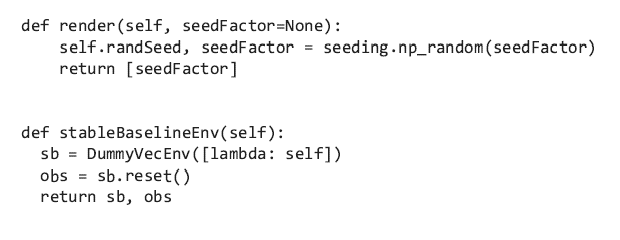 def render(self, seedFactor=None):
    self.randSeed, seedFactor = seeding.np_random(seedFactor)
    return [seedFactor]
def stableBaselineEnv(self):
  sb = DummyVecEnv([lambda: self])
  obs = sb.reset()
  return sb, obs